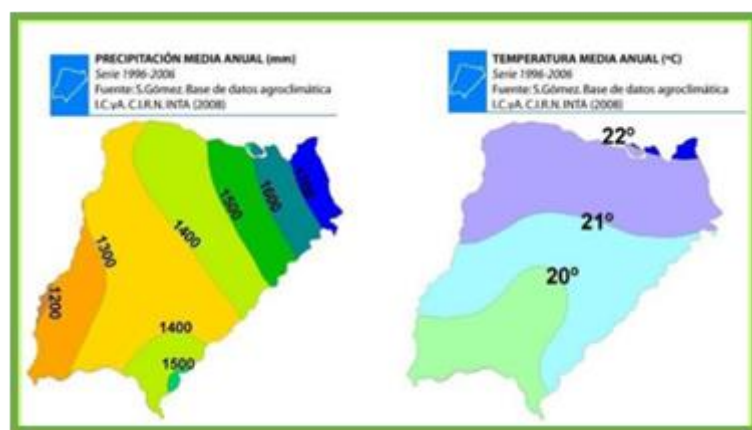 PRECIPITACIÓN MEDIA ANUAL (mm)
Serie 1996-2006
Fuente: S.Gómez. Base de datos agroclimática
I.C.yA. C.I.R.N. INTA (2008)
1200
1300
1400
1500
1600
1400
1500
TEMPERATURA MEDIA ANUAL (ºC)
Serie 1996-2006
Fuente: S.Gómez. Base de datos agroclimática
I.C.yA. C.I.R.N. INTA (2008)
22º
21º
20º